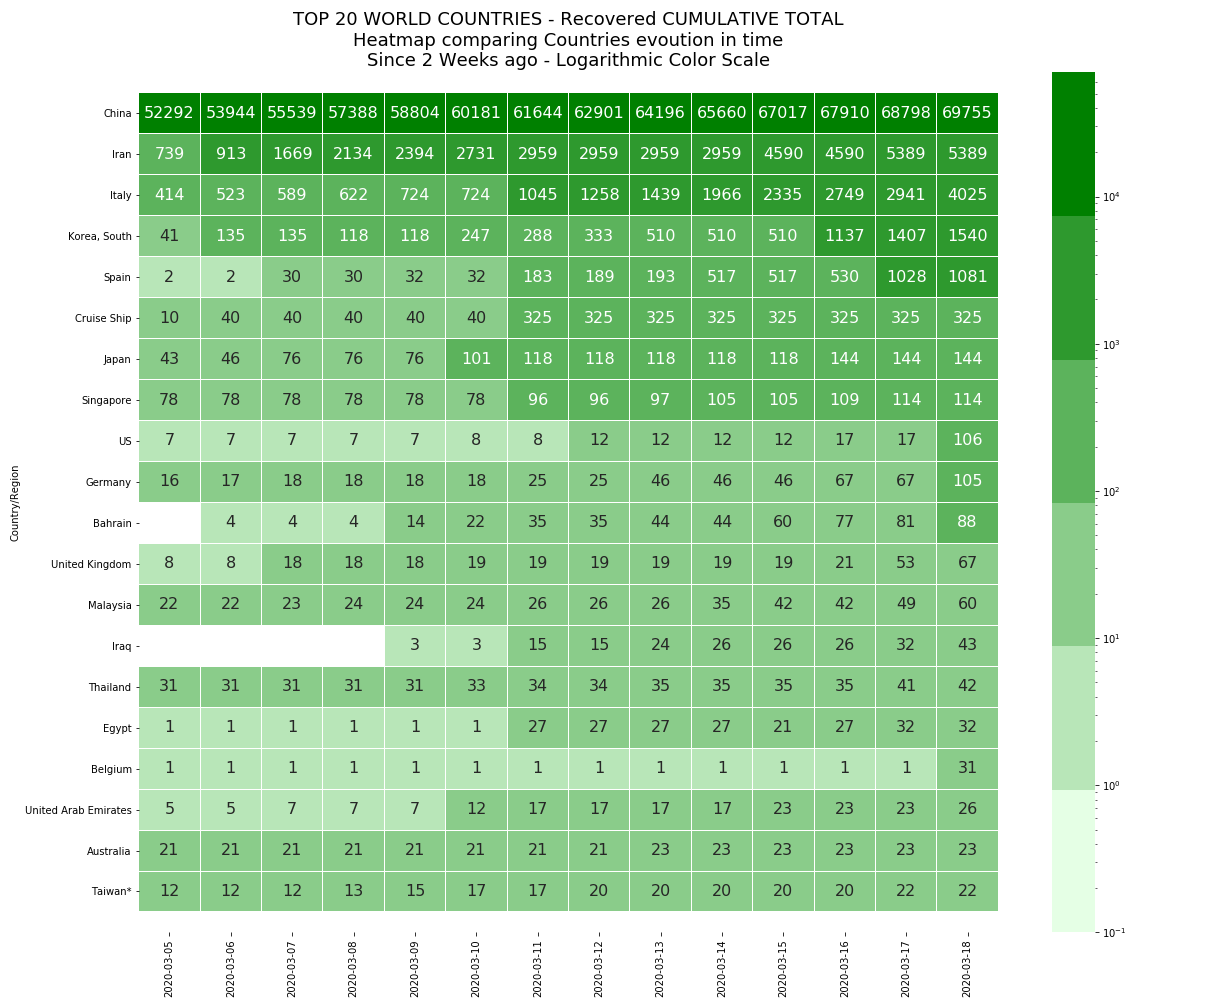 TOP 20 WORLD COUNTRIES - Recovered CUMULATIVE TOTAL
Heatmap comparing Countries evoution in time
Since 2 Weeks ago - Logarithmic Color Scale
Country/Region
China 52292 53944 55539 57388 58804 60181 61644 62901 64196 65660 67017 67910 68798 69755
Iran 739 913 1669 2134 2394 2731 2959 2959 2959 2959 4590 4590 5389 5389
Italy 414 523 589 622 724 724 1045 1258 1439 1966 2335 2749 2941 4025
Korea, South 41 135 135 118 118 247 288 333 510 510 510 1137 1407 1540
Spain 2 2 30 30 32 32 183 189 193 517 517 530 1028 1081
Cruise Ship 10 40 40 40 40 40 325 325 325 325 325 325 325 325
Japan 43 46 76 76 76 101 118 118 118 118 118 144 144 144
Singapore 78 78 78 78 78 78 96 96 97 105 105 109 114 114
US 7 7 7 7 7 8 8 12 12 12 12 17 17 106
Germany 16 17 18 18 18 18 25 25 46 46 46 67 67 105
Bahrain 4 4 4 14 22 35 35 44 44 60 77 81 88
United Kingdom 8 8 18 18 18 19 19 19 19 19 19 21 53 67
Malaysia 22 22 23 24 24 24 26 26 26 35 42 42 49 60
Iraq 3 3 15 15 24 26 26 26 32 43
Thailand 31 31 31 31 31 33 34 34 35 35 35 35 41 42
Egypt 1 1 1 1 1 1 27 27 27 27 21 27 32 32
Belgium 1 1 1 1 1 1 1 1 1 1 1 1 1 31
United Arab Emirates 5 5 7 7 7 12 17 17 17 17 23 23 23 26
Australia 21 21 21 21 21 21 21 21 23 23 23 23 23 23
Taiwan* 12 12 12 13 15 17 17 20 20 20 20 20 22 22
2020-03-05 2020-03-06 2020-03-07 2020-03-08 2020-03-09 2020-03-10 2020-03-11 2020-03-12 2020-03-13 2020-03-14 2020-03-15 2020-03-16 2020-03-17 2020-03-18
10⁴
10³
10²
10¹
10⁰
10⁻¹